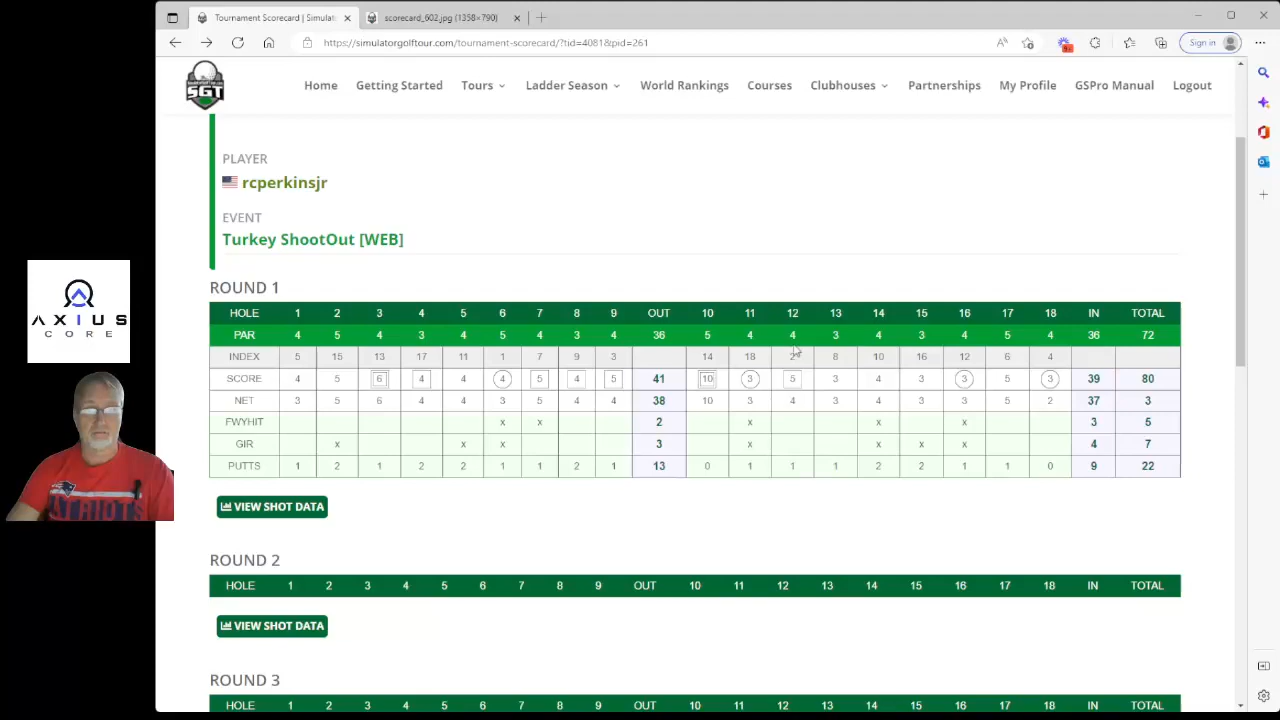 Tournament Scorecard | Simulat
scorecard_602.jpg (1358×790)
https://simulatorgolftour.com/tournament-scorecard/?tid=4081&pid=261
Sign in
SGT
Home Getting Started Tours Ladder Season World Rankings Courses Clubhouses Partnerships My Profile GSPro Manual Logout
PLAYER
rcperkinsjr
EVENT
Turkey ShootOut [WEB]
ROUND 1
HOLE 1 2 3 4 5 6 7 8 9 OUT 10 11 12 13 14 15 16 17 18 IN TOTAL
PAR 4 5 4 3 4 5 4 3 4 36 5 4 4 3 4 3 4 5 4 36 72
INDEX 5 15 13 17 11 1 7 9 3 14 18 2 8 10 16 12 6 4
SCORE 4 5 6 4 4 4 5 4 5 41 10 3 5 3 4 3 3 5 3 39 80
NET 3 5 6 4 4 3 5 4 4 38 10 3 4 3 4 3 3 5 2 37 3
FWYHIT x x 2 x x x 3 5
GIR x x x 3 x x x x 4 7
PUTTS 1 2 1 2 2 1 1 2 1 13 0 1 1 1 2 2 1 1 0 9 22
VIEW SHOT DATA
ROUND 2
HOLE 1 2 3 4 5 6 7 8 9 OUT 10 11 12 13 14 15 16 17 18 IN TOTAL
VIEW SHOT DATA
ROUND 3
HOLE 1 2 3 4 5 6 7 8 9 OUT 10 11 12 13 14 15 16 17 18 IN TOTAL
AXIUS
CORE
PATRIOTS